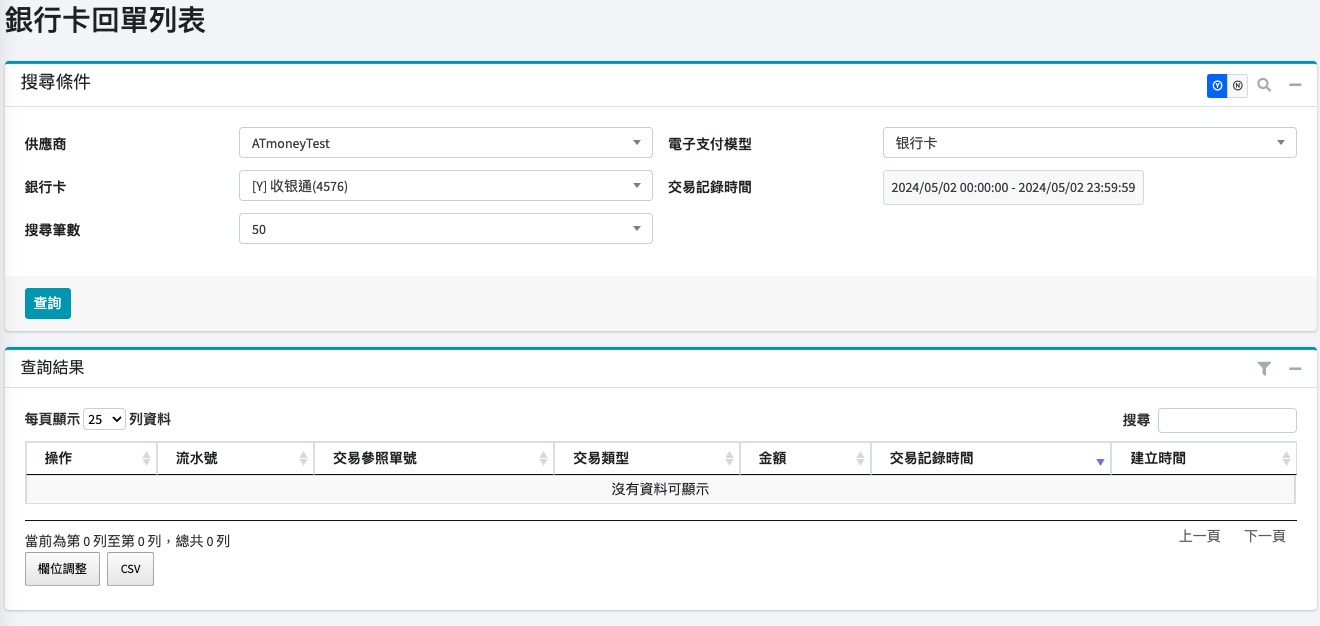 銀行卡回單列表
搜尋條件
Y N
供應商 ATmoneyTest 電子支付模型 银行卡
銀行卡 [Y] 收银通(4576) 交易記錄時間 2024/05/02 00:00:00 - 2024/05/02 23:59:59
搜尋筆數 50
查詢
查詢結果
每頁顯示 25 列資料 搜尋
操作 流水號 交易參照單號 交易類型 金額 交易記錄時間 建立時間
沒有資料可顯示
當前為第 0 列至第 0 列，總共 0 列 上一頁 下一頁
欄位調整 CSV